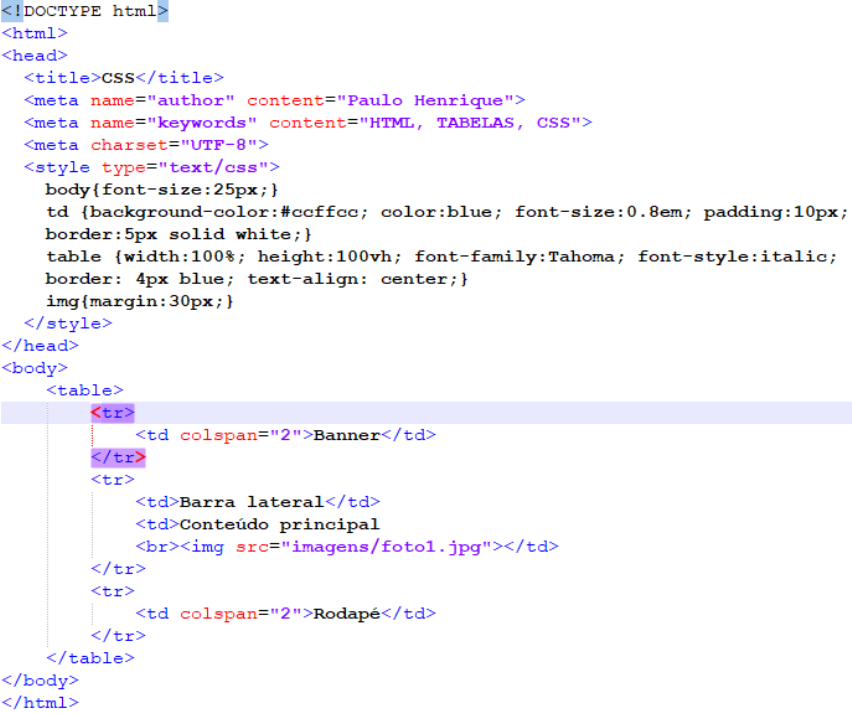 <!DOCTYPE html>
<html>
<head>
  <title>CSS</title>
  <meta name="author" content="Paulo Henrique">
  <meta name="keywords" content="HTML, TABELAS, CSS">
  <meta charset="UTF-8">
  <style type="text/css">
    body{font-size:25px;}
    td {background-color:#ccffcc; color:blue; font-size:0.8em; padding:10px;
    border:5px solid white;}
    table {width:100%; height:100vh; font-family:Tahoma; font-style:italic;
    border: 4px blue; text-align: center;}
    img{margin:30px;}
  </style>
</head>
<body>
    <table>
        <tr>
            <td colspan="2">Banner</td>
        </tr>
        <tr>
            <td>Barra lateral</td>
            <td>Conteúdo principal
            <br><img src="imagens/foto1.jpg"></td>
        </tr>
        <tr>
            <td colspan="2">Rodapé</td>
        </tr>
    </table>
</body>
</html>